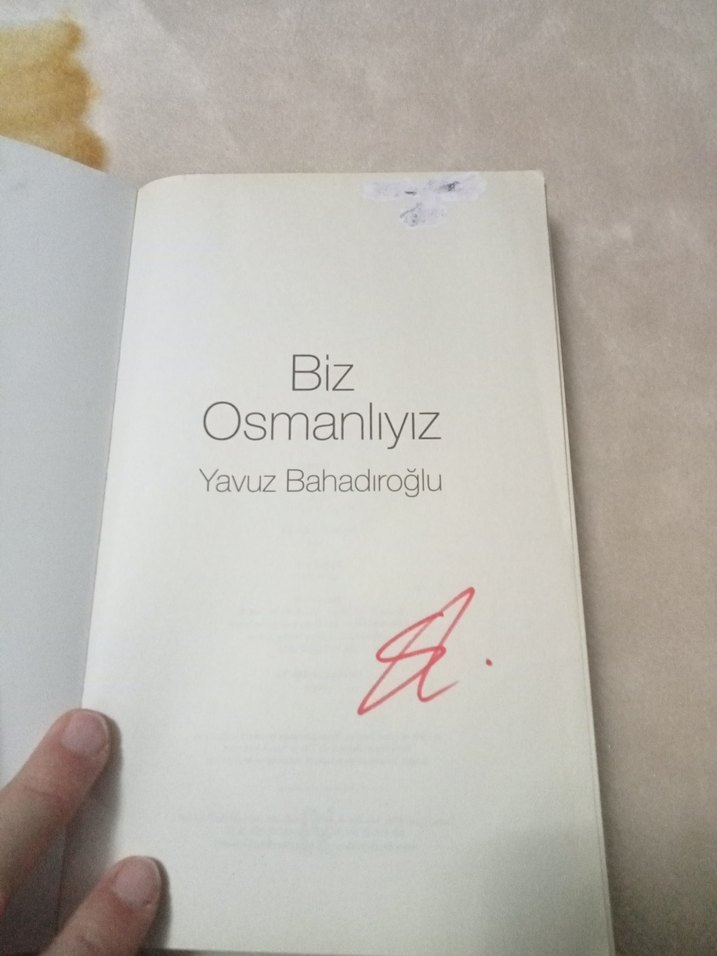 Biz
Osmanlıyız
Yavuz Bahadıroğlu